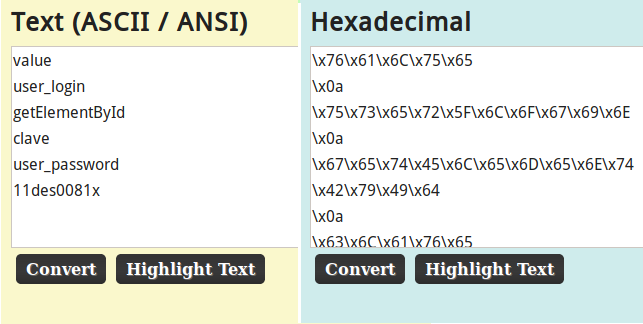 Text (ASCII / ANSI)
value
user_login
getElementById
clave
user_password
11des0081x
Convert
Highlight Text
Hexadecimal
\x76\x61\x6C\x75\x65
\x0a
\x75\x73\x65\x72\x5F\x6C\x6F\x67\x69\x6E
\x0a
\x67\x65\x74\x45\x6C\x65\x6D\x65\x6E\x74
\x42\x79\x49\x64
\x0a
\x63\x6C\x61\x76\x65
Convert
Highlight Text